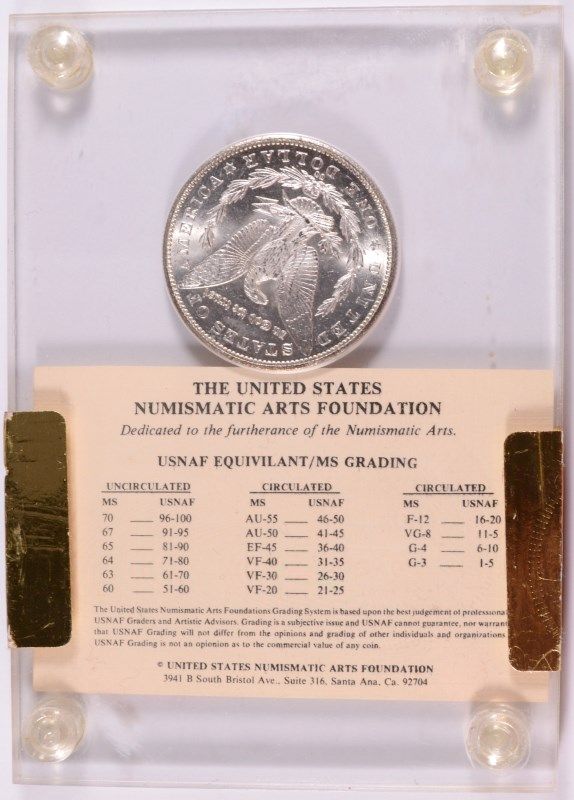 UNITED STATES OF AMERICA
ONE DOLLAR
In God we trust
THE UNITED STATES
NUMISMATIC ARTS FOUNDATION
Dedicated to the furtherance of the Numismatic Arts.
USNAF EQUIVILANT/MS GRADING
UNCIRCULATED CIRCULATED CIRCULATED
MS USNAF MS USNAF MS USNAF
70 96-100 AU-55 46-50 F-12 16-20
67 91-95 AU-50 41-45 VG-8 11-5
65 81-90 EF-45 36-40 G-4 6-10
64 71-80 VF-40 31-35 G-3 1-5
63 61-70 VF-30 26-30
60 51-60 VF-20 21-25
The United States Numismatic Arts Foundations Grading System is based upon the best judgement of professional
USNAF Graders and Artistic Advisors. Grading is a subjective issue and USNAF cannot guarantee, nor warrant
that USNAF Grading will not differ from the opinions and grading of other individuals and organizations
USNAF Grading is not an opnionion as to the commercial value of any coin.
© UNITED STATES NUMISMATIC ARTS FOUNDATION
3941 B South Bristol Ave., Suite 316, Santa Ana, Ca. 92704